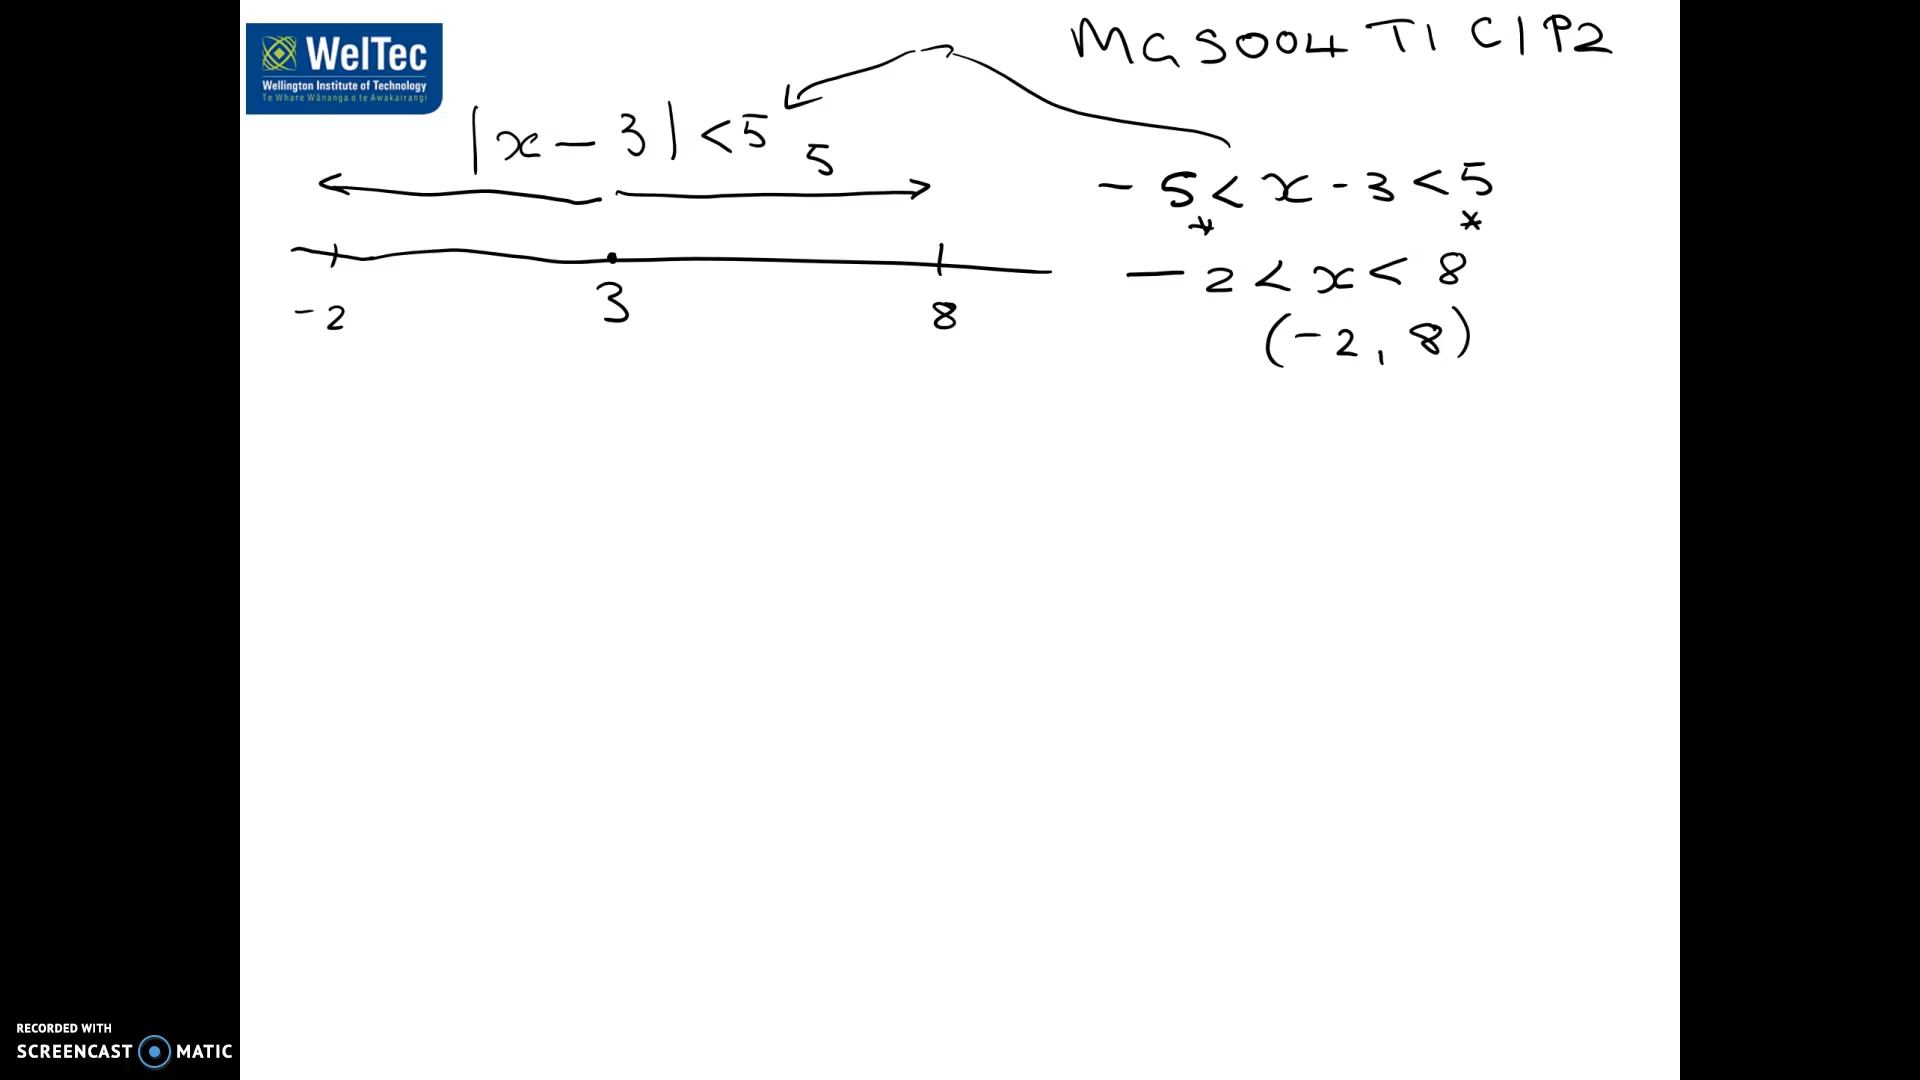 WelTec
Wellington Institute of Technology
Te Whare Wānanga o te Awakairangi
MG5004 T1 C1P2
|x - 3| < 5
5
-2 3 8
-5 < x - 3 < 5
* *
-2 < x < 8
(-2, 8)
RECORDED WITH
SCREENCAST MATIC